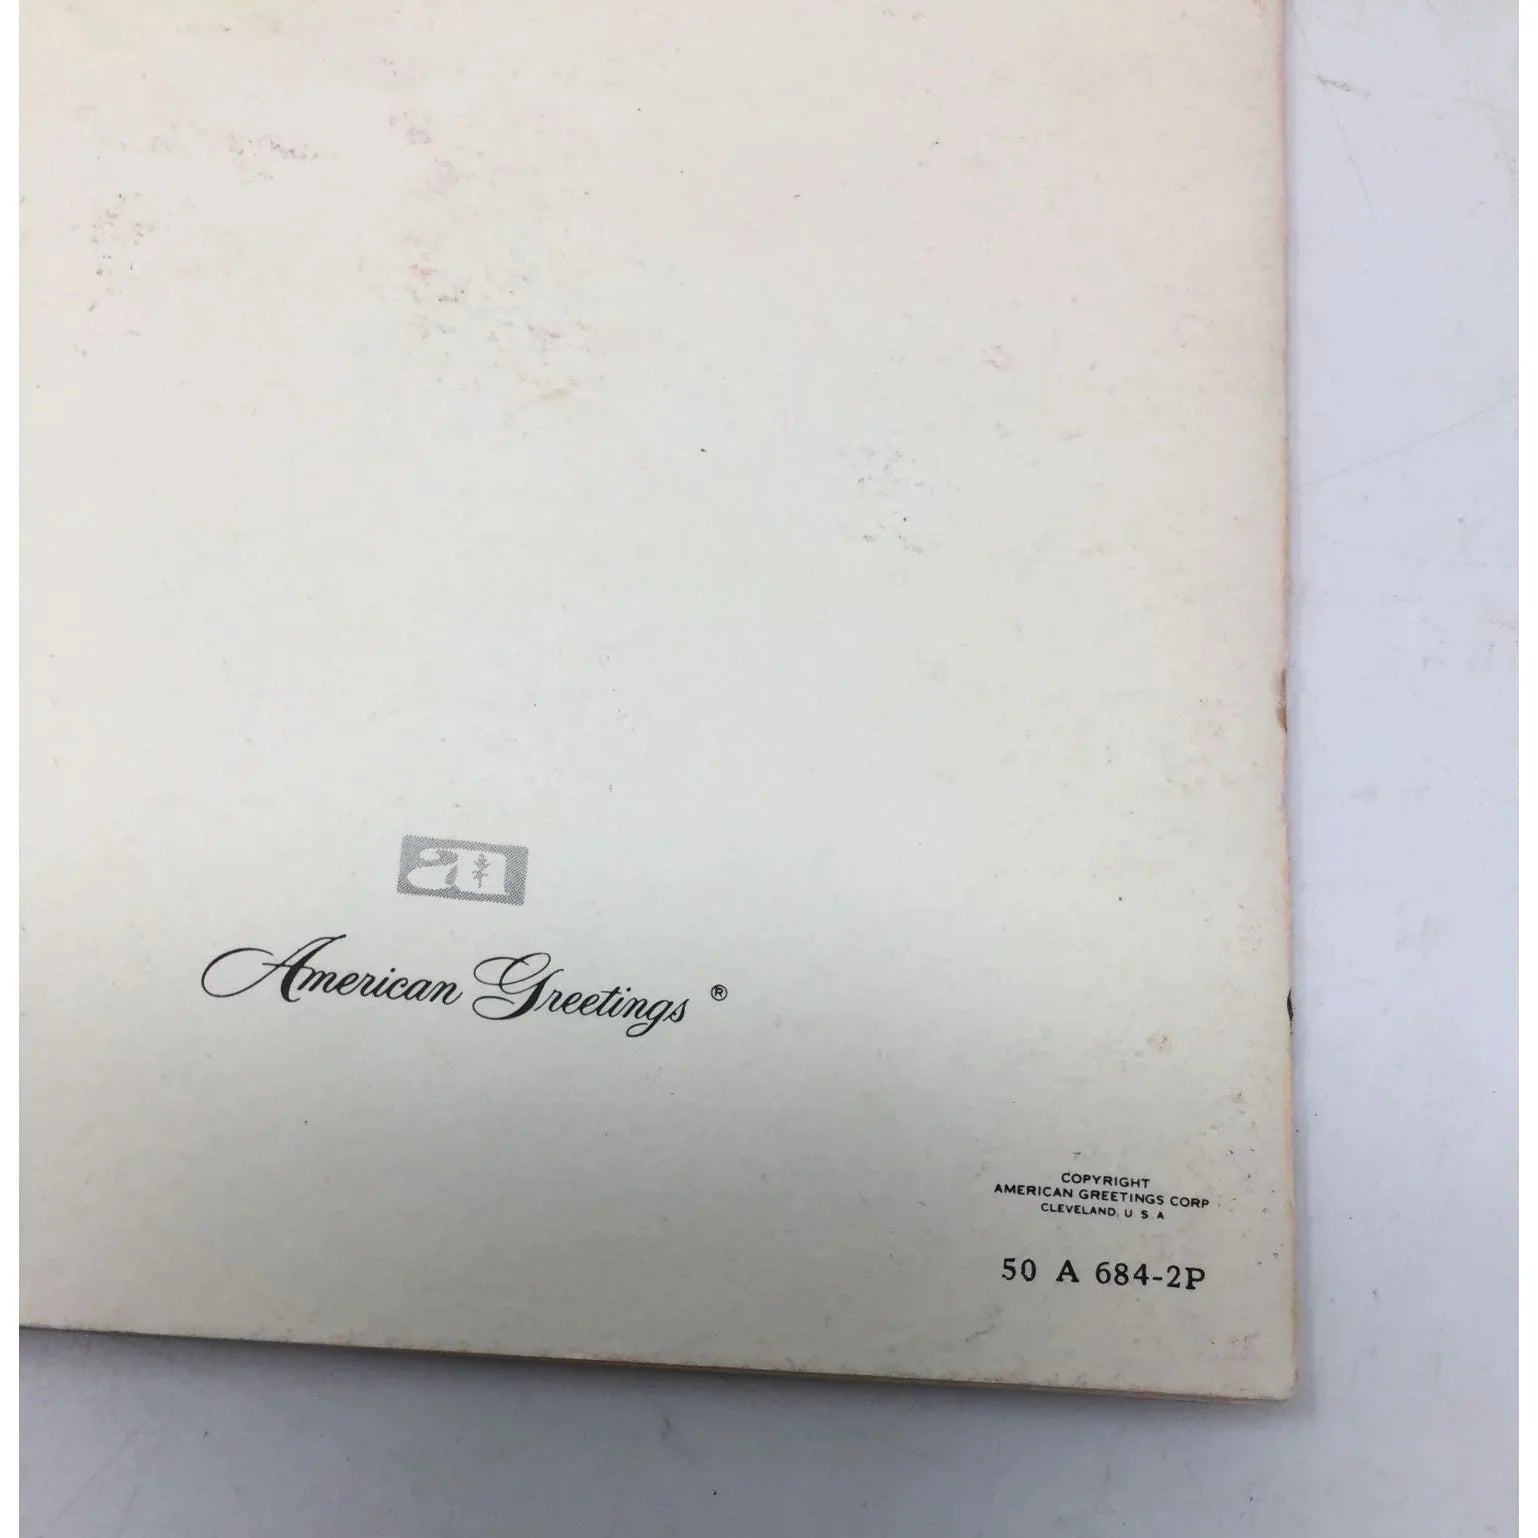 American Greetings ®
COPYRIGHT
AMERICAN GREETINGS CORP
CLEVELAND, U S A
50 A 684-2P